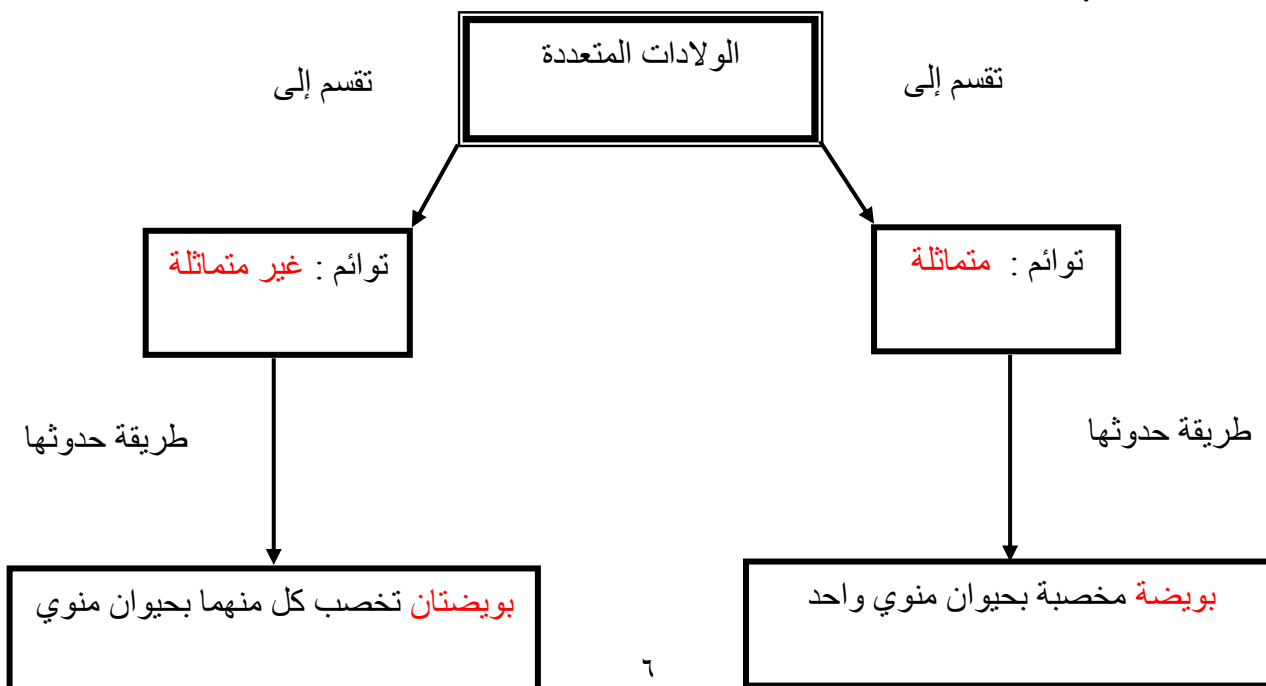 الولادات المتعددة
تقسم إلى
تقسم إلى
توائم : متماثلة
توائم : غير متماثلة
طريقة حدوثها
طريقة حدوثها
بويضة مخصبة بحيوان منوي واحد
بويضتان تخصب كل منهما بحيوان منوي
٦